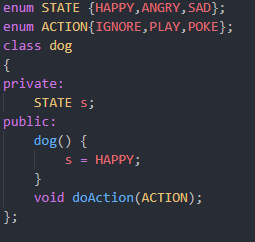 enum STATE {HAPPY,ANGRY,SAD};
enum ACTION{IGNORE,PLAY,POKE};
class dog
{
private:
    STATE s;
public:
    dog() {
        s = HAPPY;
    }
    void doAction(ACTION);
};